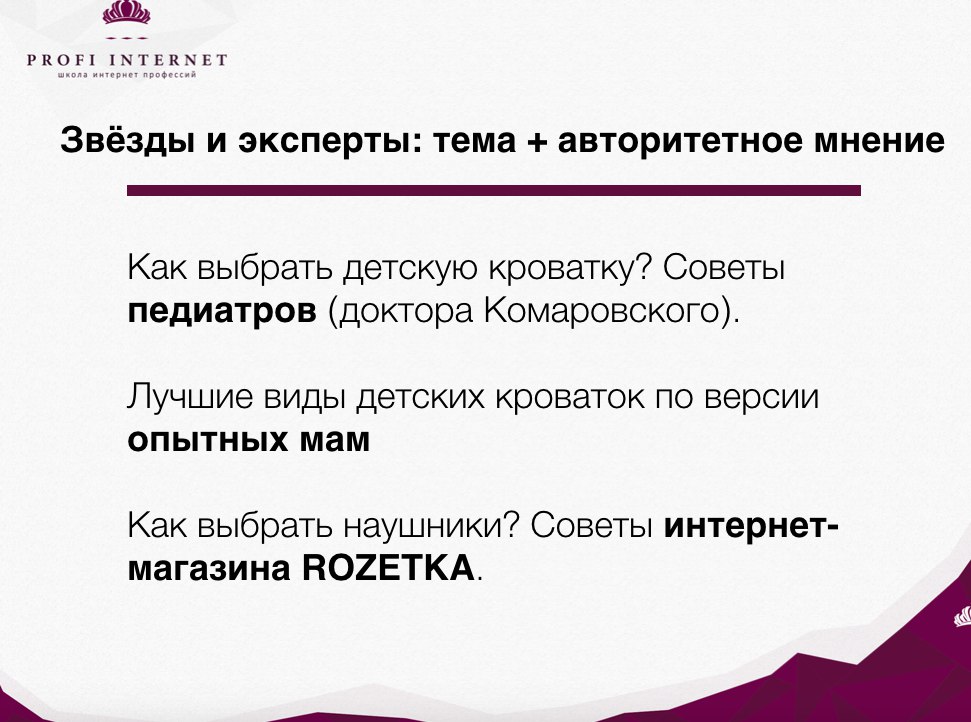 PROFI INTERNET
школа интернет профессий
Звёзды и эксперты: тема + авторитетное мнение
Как выбрать детскую кроватку? Советы
педиатров (доктора Комаровского).
Лучшие виды детских кроваток по версии
опытных мам
Как выбрать наушники? Советы интернет-
магазина ROZETKA.